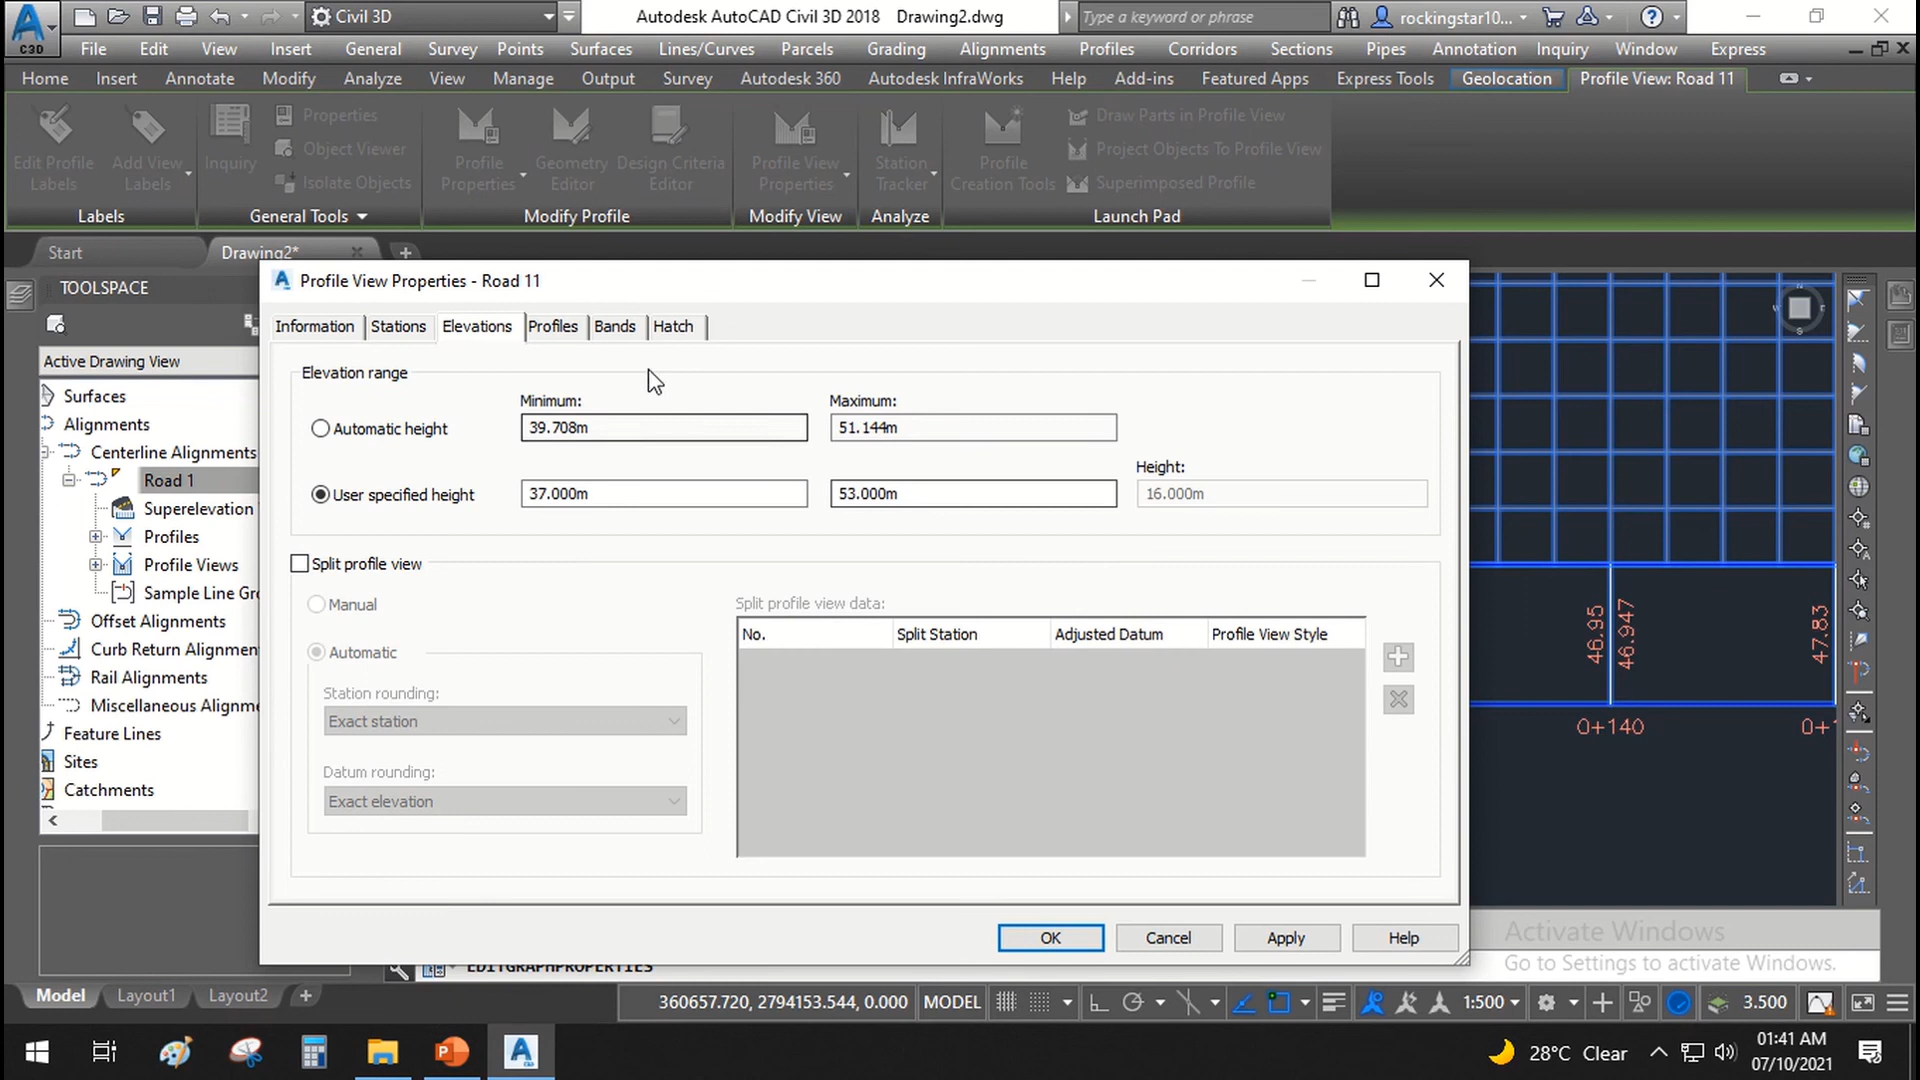 Civil 3D
Autodesk AutoCAD Civil 3D 2018 Drawing2.dwg
Type a keyword or phrase
rockingstar10...
C3D
File Edit View Insert General Survey Points Surfaces Lines/Curves Parcels Grading Alignments Profiles Corridors Sections Pipes Annotation Inquiry Window Express
Home Insert Annotate Modify Analyze View Manage Output Survey Autodesk 360 Autodesk InfraWorks Help Add-ins Featured Apps Express Tools Geolocation Profile View: Road 11
Edit Profile Labels
Add View Labels
Inquiry
Properties
Object Viewer
Isolate Objects
Profile Properties
Geometry Editor
Design Criteria Editor
Profile View Properties
Station Tracker
Profile Creation Tools
Draw Parts in Profile View
Project Objects To Profile View
Superimposed Profile
Labels General Tools Modify Profile Modify View Analyze Launch Pad
Start Drawing2*
TOOLSPACE
Active Drawing View
Surfaces
Alignments
Centerline Alignments
Road 1
Superelevation
Profiles
Profile Views
Sample Line Gro
Offset Alignments
Curb Return Alignmen
Rail Alignments
Miscellaneous Alignme
Feature Lines
Sites
Catchments
Profile View Properties - Road 11
Information Stations Elevations Profiles Bands Hatch
Elevation range
Minimum: Maximum:
Automatic height 39.708m 51.144m
Height:
User specified height 37.000m 53.000m 16.000m
Split profile view
Manual
Automatic
Station rounding:
Exact station
Datum rounding:
Exact elevation
Split profile view data:
No. Split Station Adjusted Datum Profile View Style
OK Cancel Apply Help
46.95
46.947
47.83
0+140
0+1
EDITGRAPHPROPERTIES
Activate Windows
Go to Settings to activate Windows.
Model Layout1 Layout2
360657.720, 2794153.544, 0.000 MODEL 1:500 3.500
28°C Clear
01:41 AM
07/10/2021